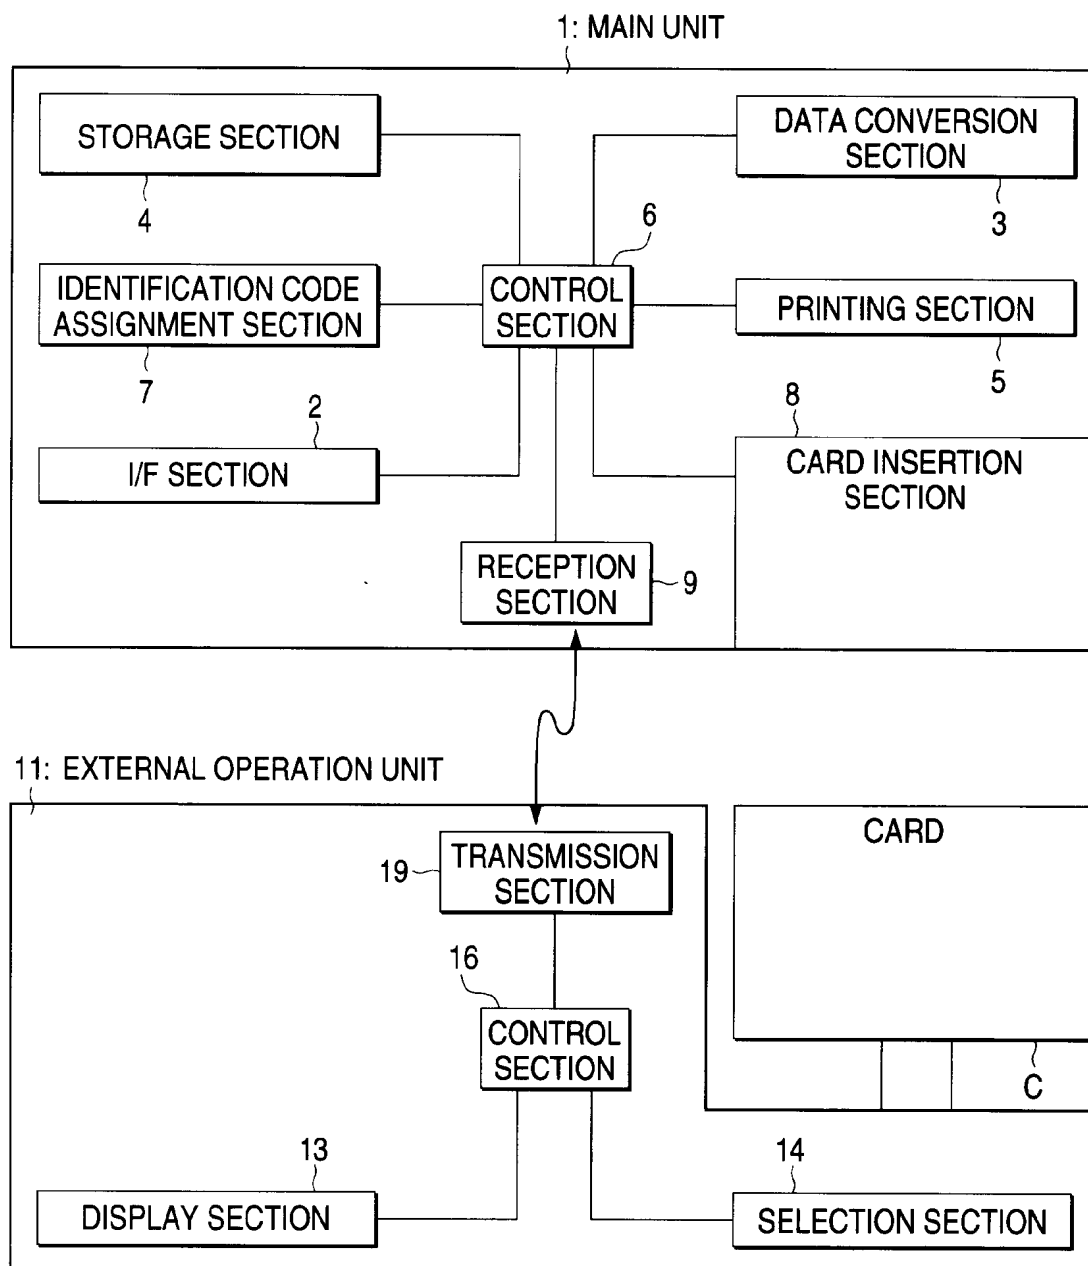 1: MAIN UNIT
STORAGE SECTION
4
DATA CONVERSION
SECTION
3
6
IDENTIFICATION CODE
ASSIGNMENT SECTION
7
CONTROL
SECTION
PRINTING SECTION
5
2
I/F SECTION
8
CARD INSERTION
SECTION
RECEPTION
SECTION
9
11: EXTERNAL OPERATION UNIT
TRANSMISSION
SECTION
19
CARD
16
CONTROL
SECTION
C
13
DISPLAY SECTION
14
SELECTION SECTION